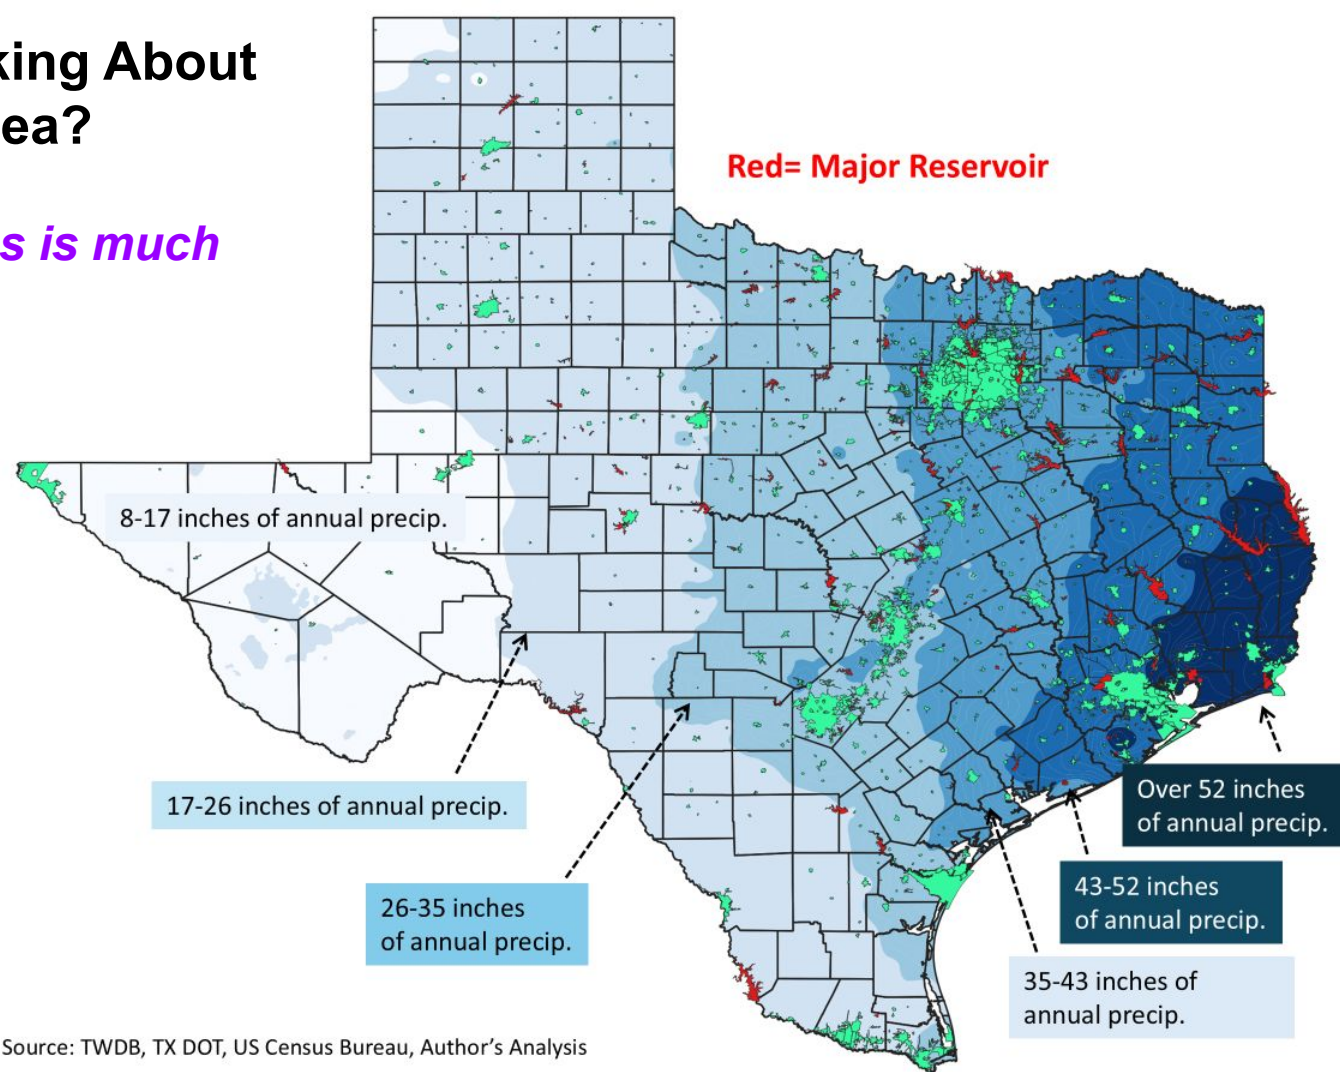 king About
ea?
s is much
Red= Major Reservoir
8-17 inches of annual precip.
17-26 inches of annual precip.
26-35 inches
of annual precip.
Over 52 inches
of annual precip.
43-52 inches
of annual precip.
35-43 inches of
annual precip.
Source: TWDB, TX DOT, US Census Bureau, Author’s Analysis